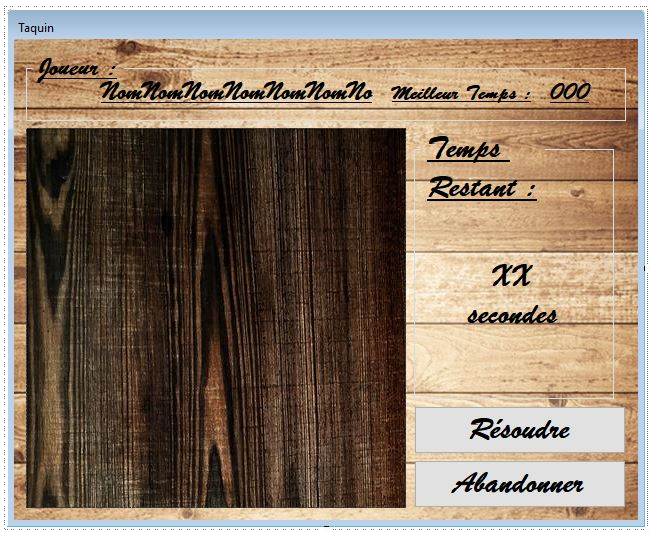 Taquin
Joueur :
NomNomNomNomNomNomNo Meilleur Temps : 000
Temps
Restant :
XX
secondes
Résoudre
Abandonner